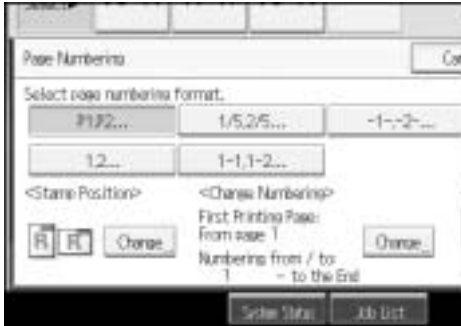 Page Numbering
Select page numbering format.
P1,P2... 1/5,2/5... -1-,-2-...
1,2... 1-1,1-2...
<Stamp Position> <Change Numbering>
First Printing Page:
From page 1
Change Change
Numbering from / to
1 - to the End
System Status Job List